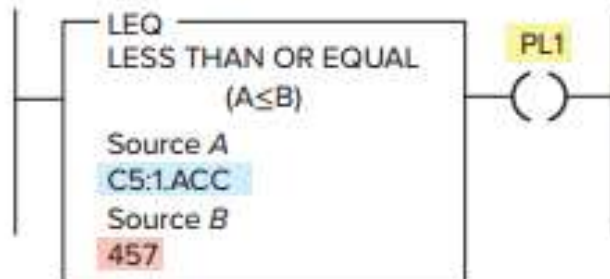 LEQ
LESS THAN OR EQUAL
(A≤B)
Source A
C5:1.ACC
Source B
457
PL1